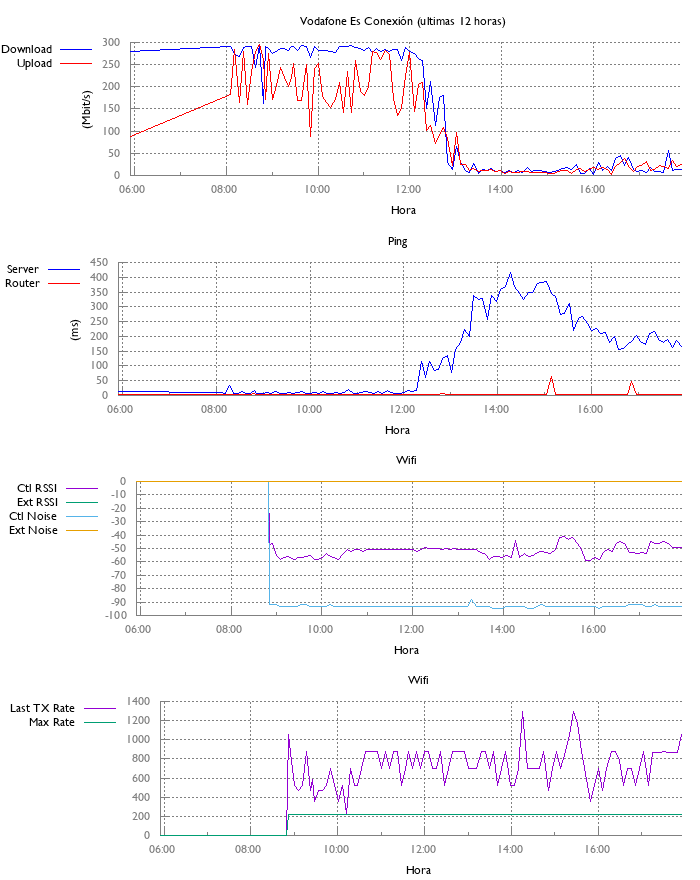 Vodafone Es Conexión (ultimas 12 horas)
Download
Upload
(Mbit/s)
300
250
200
150
100
50
0
06:00 08:00 10:00 12:00 14:00 16:00
Hora
Ping
Server
Router
(ms)
450
400
350
300
250
200
150
100
50
0
06:00 08:00 10:00 12:00 14:00 16:00
Hora
Wifi
Ctl RSSI
Ext RSSI
Ctl Noise
Ext Noise
0
-10
-20
-30
-40
-50
-60
-70
-80
-90
-100
06:00 08:00 10:00 12:00 14:00 16:00
Hora
Wifi
Last TX Rate
Max Rate
1400
1200
1000
800
600
400
200
0
06:00 08:00 10:00 12:00 14:00 16:00
Hora